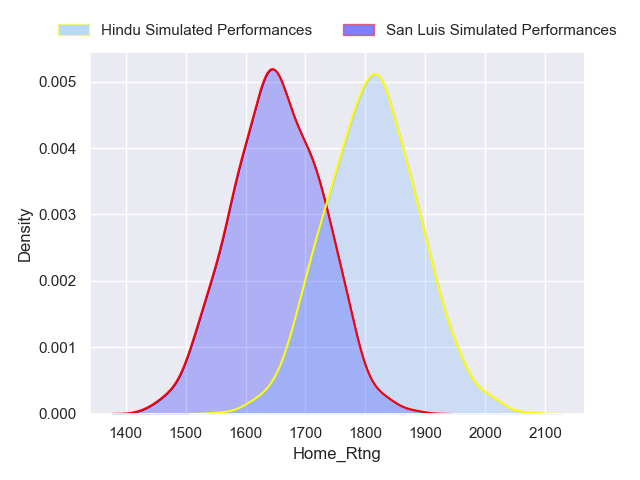 Hindu Simulated Performances San Luis Simulated Performances
0.005
0.004
0.003
0.002
0.001
0.000
Density
1400 1500 1600 1700 1800 1900 2000 2100
Home_Rtng